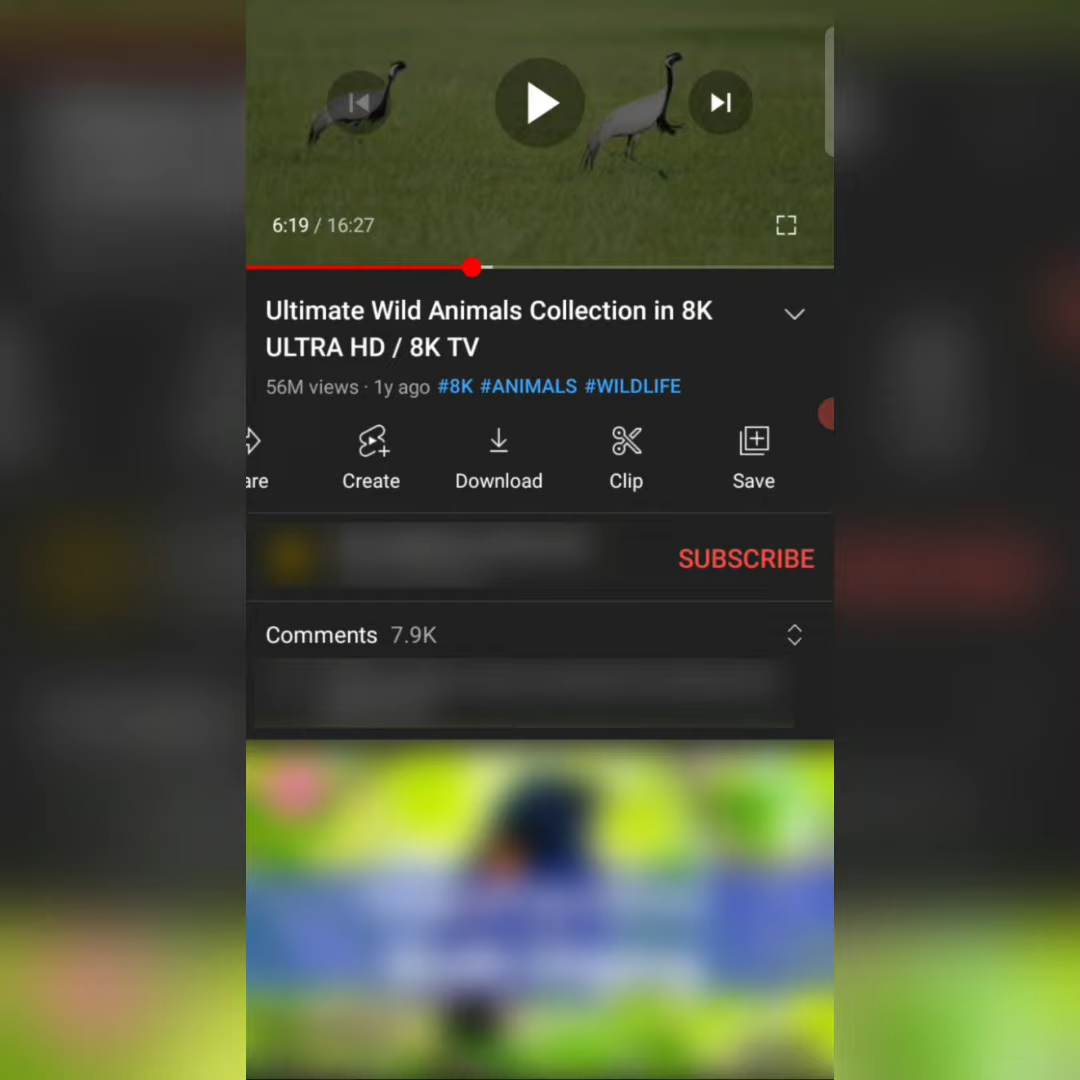 6:19 / 16:27
Ultimate Wild Animals Collection in 8K
ULTRA HD / 8K TV
56M views · 1y ago #8K #ANIMALS #WILDLIFE
are Create Download Clip Save
SUBSCRIBE
Comments 7.9K